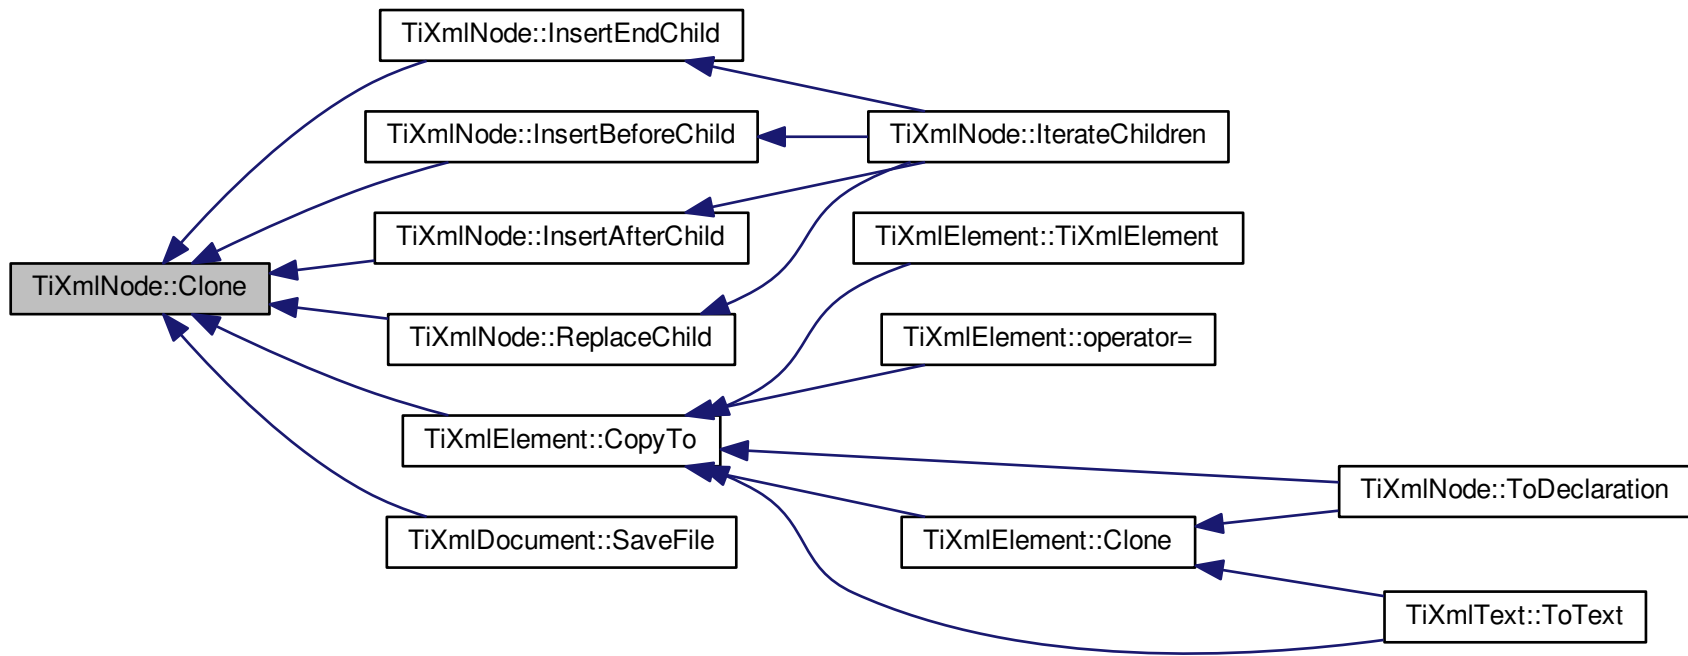 TiXmlNode::InsertEndChild
TiXmlNode::InsertBeforeChild
TiXmlNode::IterateChildren
TiXmlNode::InsertAfterChild
TiXmlElement::TiXmlElement
TiXmlNode::Clone
TiXmlNode::ReplaceChild
TiXmlElement::operator=
TiXmlElement::CopyTo
TiXmlNode::ToDeclaration
TiXmlDocument::SaveFile
TiXmlElement::Clone
TiXmlText::ToText